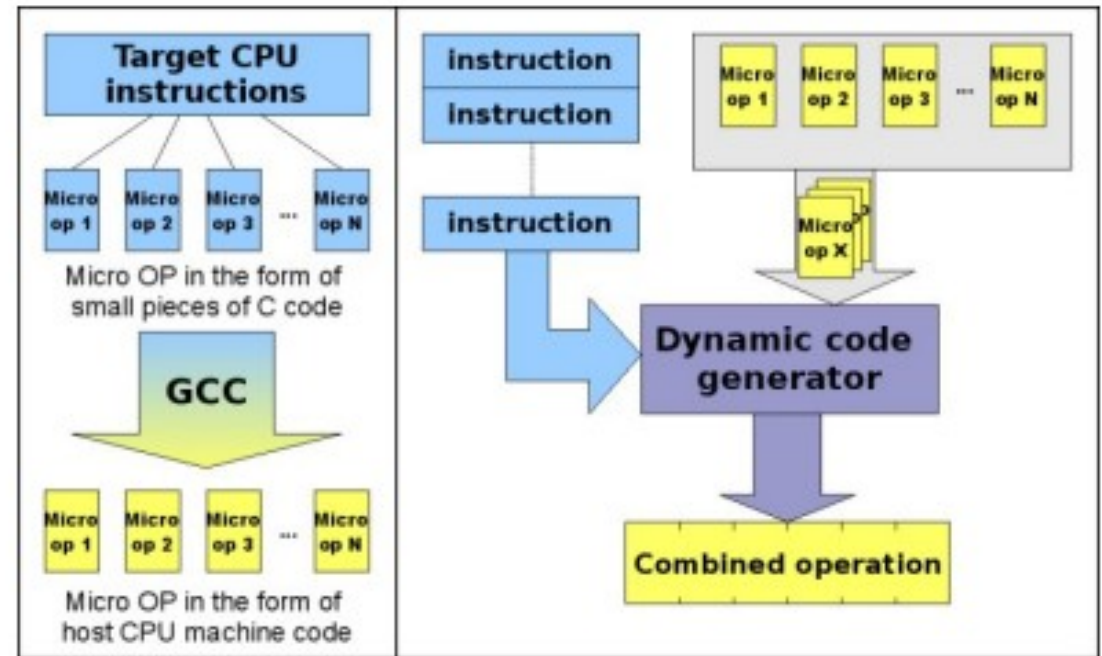 Target CPU
instructions
Micro
op 1
Micro
op 2
Micro
op 3
...
Micro
op N
Micro OP in the form of
small pieces of C code
GCC
Micro
op 1
Micro
op 2
Micro
op 3
...
Micro
op N
Micro OP in the form of
host CPU machine code
instruction
instruction
instruction
Micro
op 1
Micro
op 2
Micro
op 3
...
Micro
op N
Micro
op X
Dynamic code
generator
Combined operation